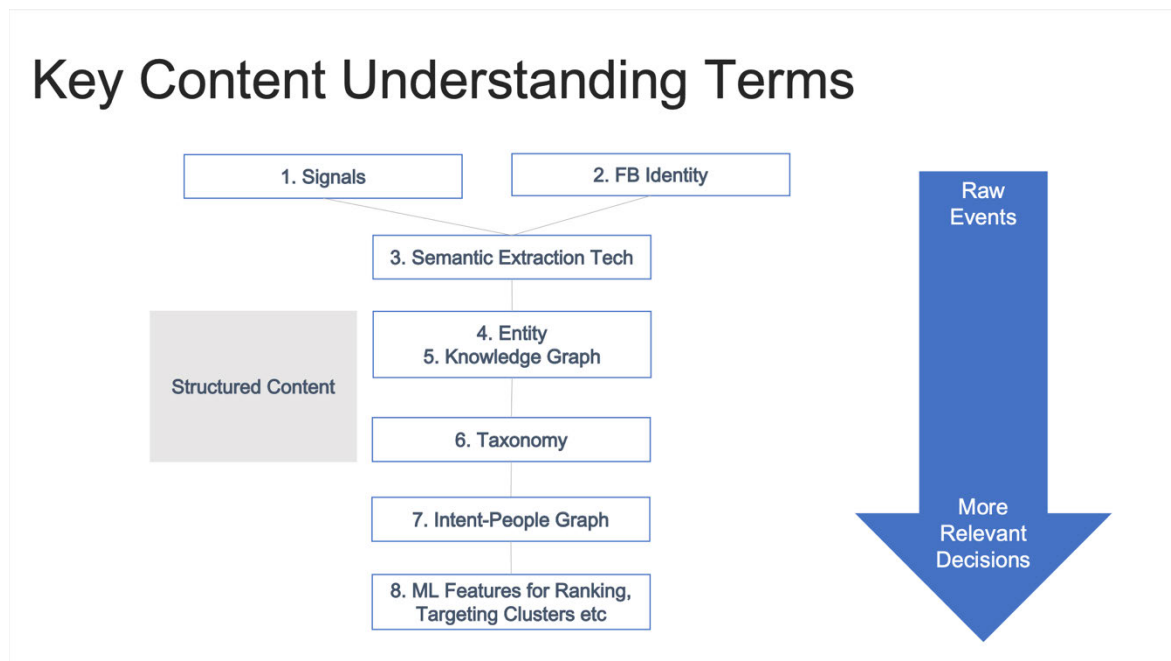 Key Content Understanding Terms
1. Signals
2. FB Identity
Raw
Events
3. Semantic Extraction Tech
4. Entity
5. Knowledge Graph
Structured Content
6. Taxonomy
7. Intent-People Graph
More
Relevant
Decisions
8. ML Features for Ranking,
Targeting Clusters etc